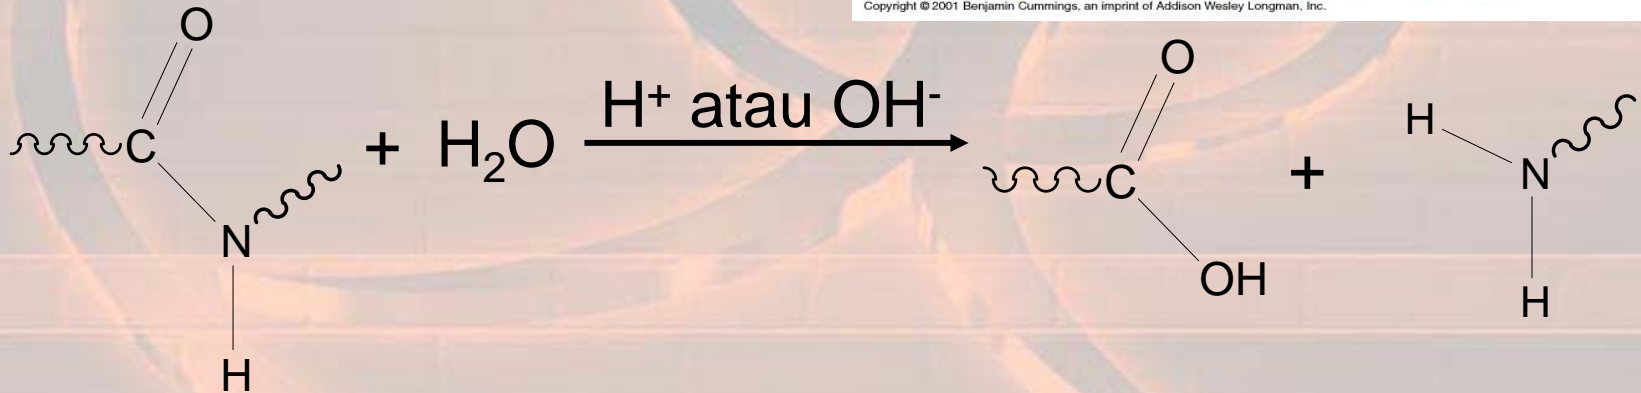 Copyright © 2001 Benjamin Cummings, an imprint of Addison Wesley Longman, Inc.
O
C
N
H
+ H₂O
H⁺ atau OH⁻
O
C
OH
+
H
N
H